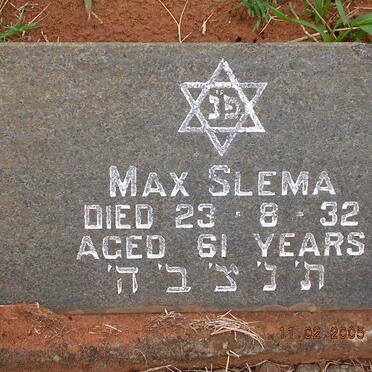 פ״נ
MAX SLEMA
DIED 23 · 8 · 32
AGED 61 YEARS
ת׳ נ׳ צ׳ ב׳ ה׳
11.02.2005